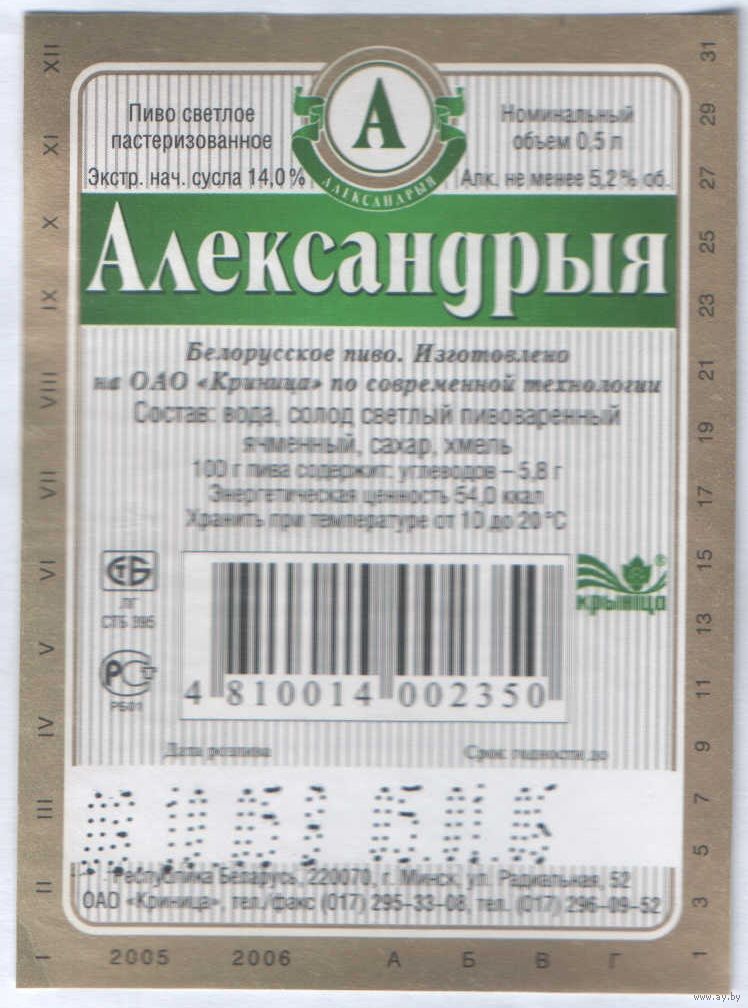 XII
XI
X
IX
VIII
VII
VI
V
IV
III
II
I
Пиво светлое
пастеризованное
Экстр. нач. сусла 14,0%
А
АЛЕКСАНДРЫЯ
Номинальный
объем 0,5 л
Алк. не менее 5,2% об.
Александрыя
Белорусское пиво. Изготовлено
на ОАО «Криница» по современной технологии
Состав: вода, солод светлый пивоваренный
ячменный, сахар, хмель
100 г пива содержит: углеводов – 5,8 г
Энергетическая ценность 54,0 ккал
Хранить при температуре от 10 до 20 °С
СТБ 395
РБ01
крыніца®
4 810014 002350
Дата розлива
Срок годности до
Республика Беларусь, 220070, г. Минск, ул. Радиальная, 52
ОАО «Криница», тел./факс (017) 295-33-08, тел. (017) 296-09-52
2005 2006 А Б В Г
31
29
27
25
23
21
19
17
15
13
11
9
7
5
3
1
www.ay.by